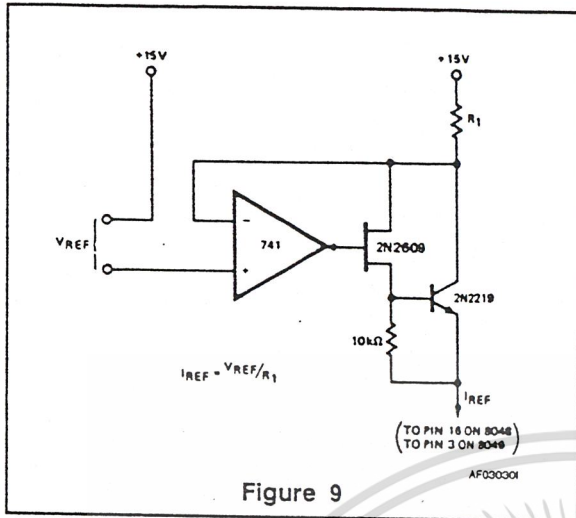 +15V
+15V
R1
VREF
−
741
+
2N2609
2N2219
10kΩ
IREF = VREF/R1
IREF
(TO PIN 16 ON 8048
TO PIN 3 ON 8049)
AF03030I
Figure 9